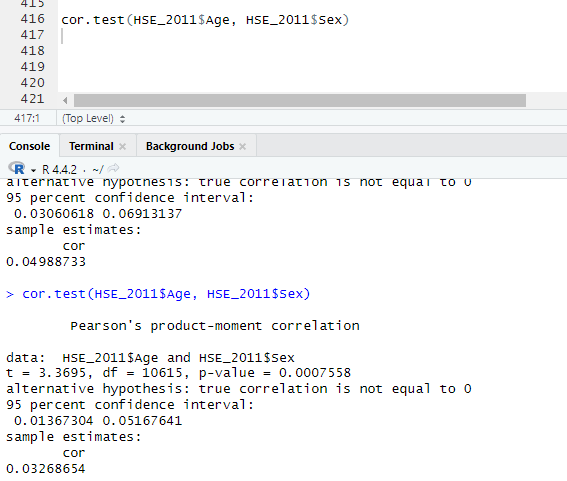 415
416 cor.test(HSE_2011$Age, HSE_2011$Sex)
417
418
419
420
421
417:1 (Top Level)
Console Terminal Background Jobs
R R 4.4.2 · ~/
alternative hypothesis: true correlation is not equal to 0
95 percent confidence interval:
0.03060618 0.06913137
sample estimates:
cor
0.04988733
> cor.test(HSE_2011$Age, HSE_2011$Sex)
Pearson's product-moment correlation
data: HSE_2011$Age and HSE_2011$Sex
t = 3.3695, df = 10615, p-value = 0.0007558
alternative hypothesis: true correlation is not equal to 0
95 percent confidence interval:
0.01367304 0.05167641
sample estimates:
cor
0.03268654